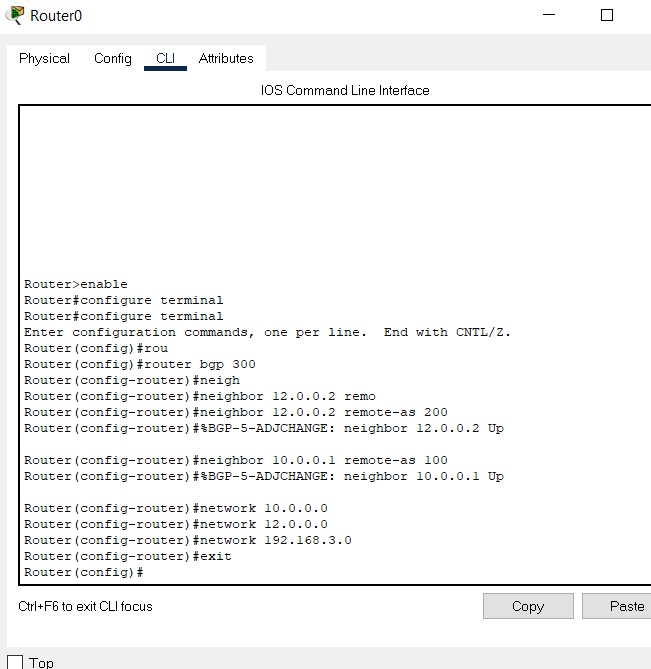 Router0
Physical Config CLI Attributes
IOS Command Line Interface
Router>enable
Router#configure terminal
Router#configure terminal
Enter configuration commands, one per line.  End with CNTL/Z.
Router(config)#rou
Router(config)#router bgp 300
Router(config-router)#neigh
Router(config-router)#neighbor 12.0.0.2 remo
Router(config-router)#neighbor 12.0.0.2 remote-as 200
Router(config-router)#%BGP-5-ADJCHANGE: neighbor 12.0.0.2 Up
Router(config-router)#neighbor 10.0.0.1 remote-as 100
Router(config-router)#%BGP-5-ADJCHANGE: neighbor 10.0.0.1 Up
Router(config-router)#network 10.0.0.0
Router(config-router)#network 12.0.0.0
Router(config-router)#network 192.168.3.0
Router(config-router)#exit
Router(config)#
Ctrl+F6 to exit CLI focus
Copy Paste
Top